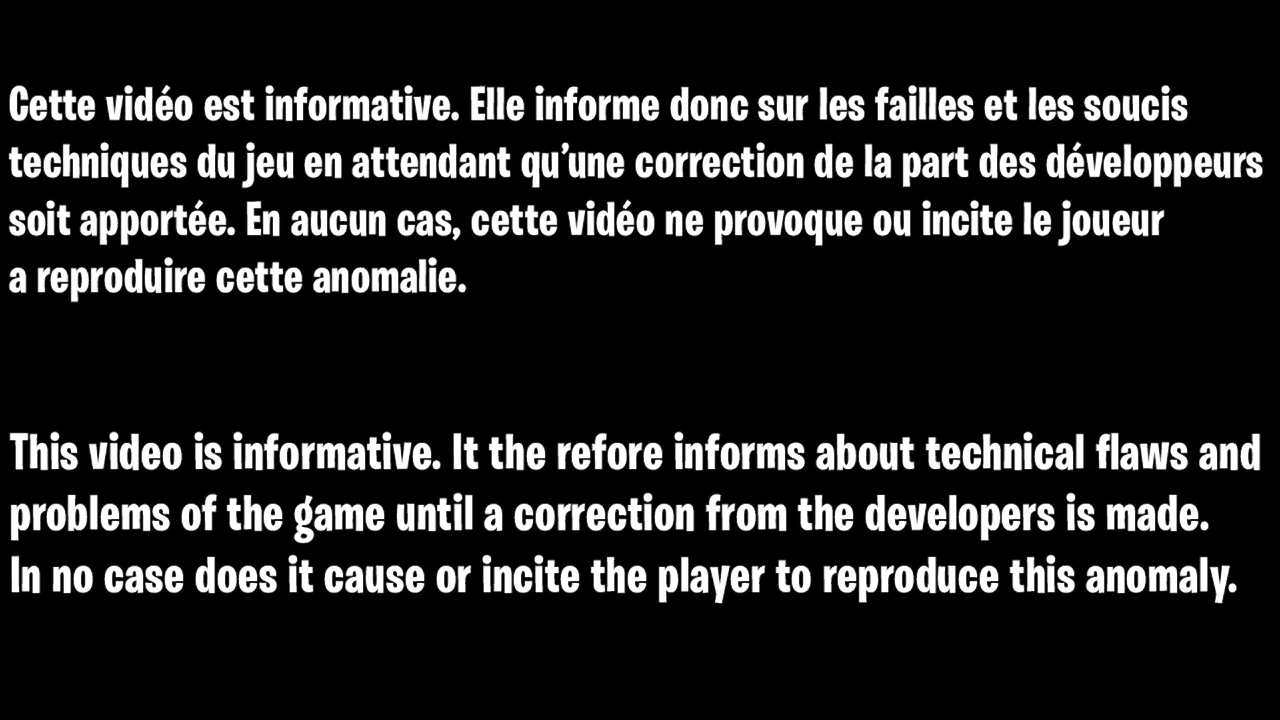 Cette vidéo est informative. Elle informe donc sur les failles et les soucis
techniques du jeu en attendant qu’une correction de la part des développeurs
soit apportée. En aucun cas, cette vidéo ne provoque ou incite le joueur
a reproduire cette anomalie.
This video is informative. It the refore informs about technical flaws and
problems of the game until a correction from the developers is made.
In no case does it cause or incite the player to reproduce this anomaly.